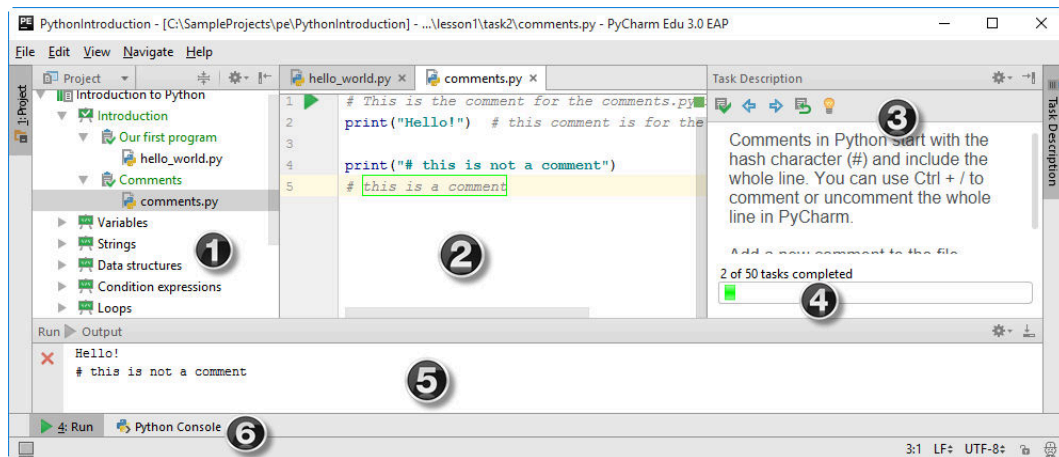 PythonIntroduction - [C:\SampleProjects\pe\PythonIntroduction] - ...\lesson1\task2\comments.py - PyCharm Edu 3.0 EAP
File Edit View Navigate Help
1: Project
Project
Introduction to Python
Introduction
Our first program
hello_world.py
Comments
comments.py
Variables
Strings
Data structures
Condition expressions
Loops
1
hello_world.py × comments.py ×
1 # This is the comment for the comments.py
2 print("Hello!") # this comment is for the
3
4 print("# this is not a comment")
5 # this is a comment
2
Task Description
3
Comments in Python start with the
hash character (#) and include the
whole line. You can use Ctrl + / to
comment or uncomment the whole
line in PyCharm.
Add a new comment to the file
2 of 50 tasks completed
4
Task Description
Run Output
Hello!
# this is not a comment
5
4: Run Python Console
6
3:1 LF÷ UTF-8÷